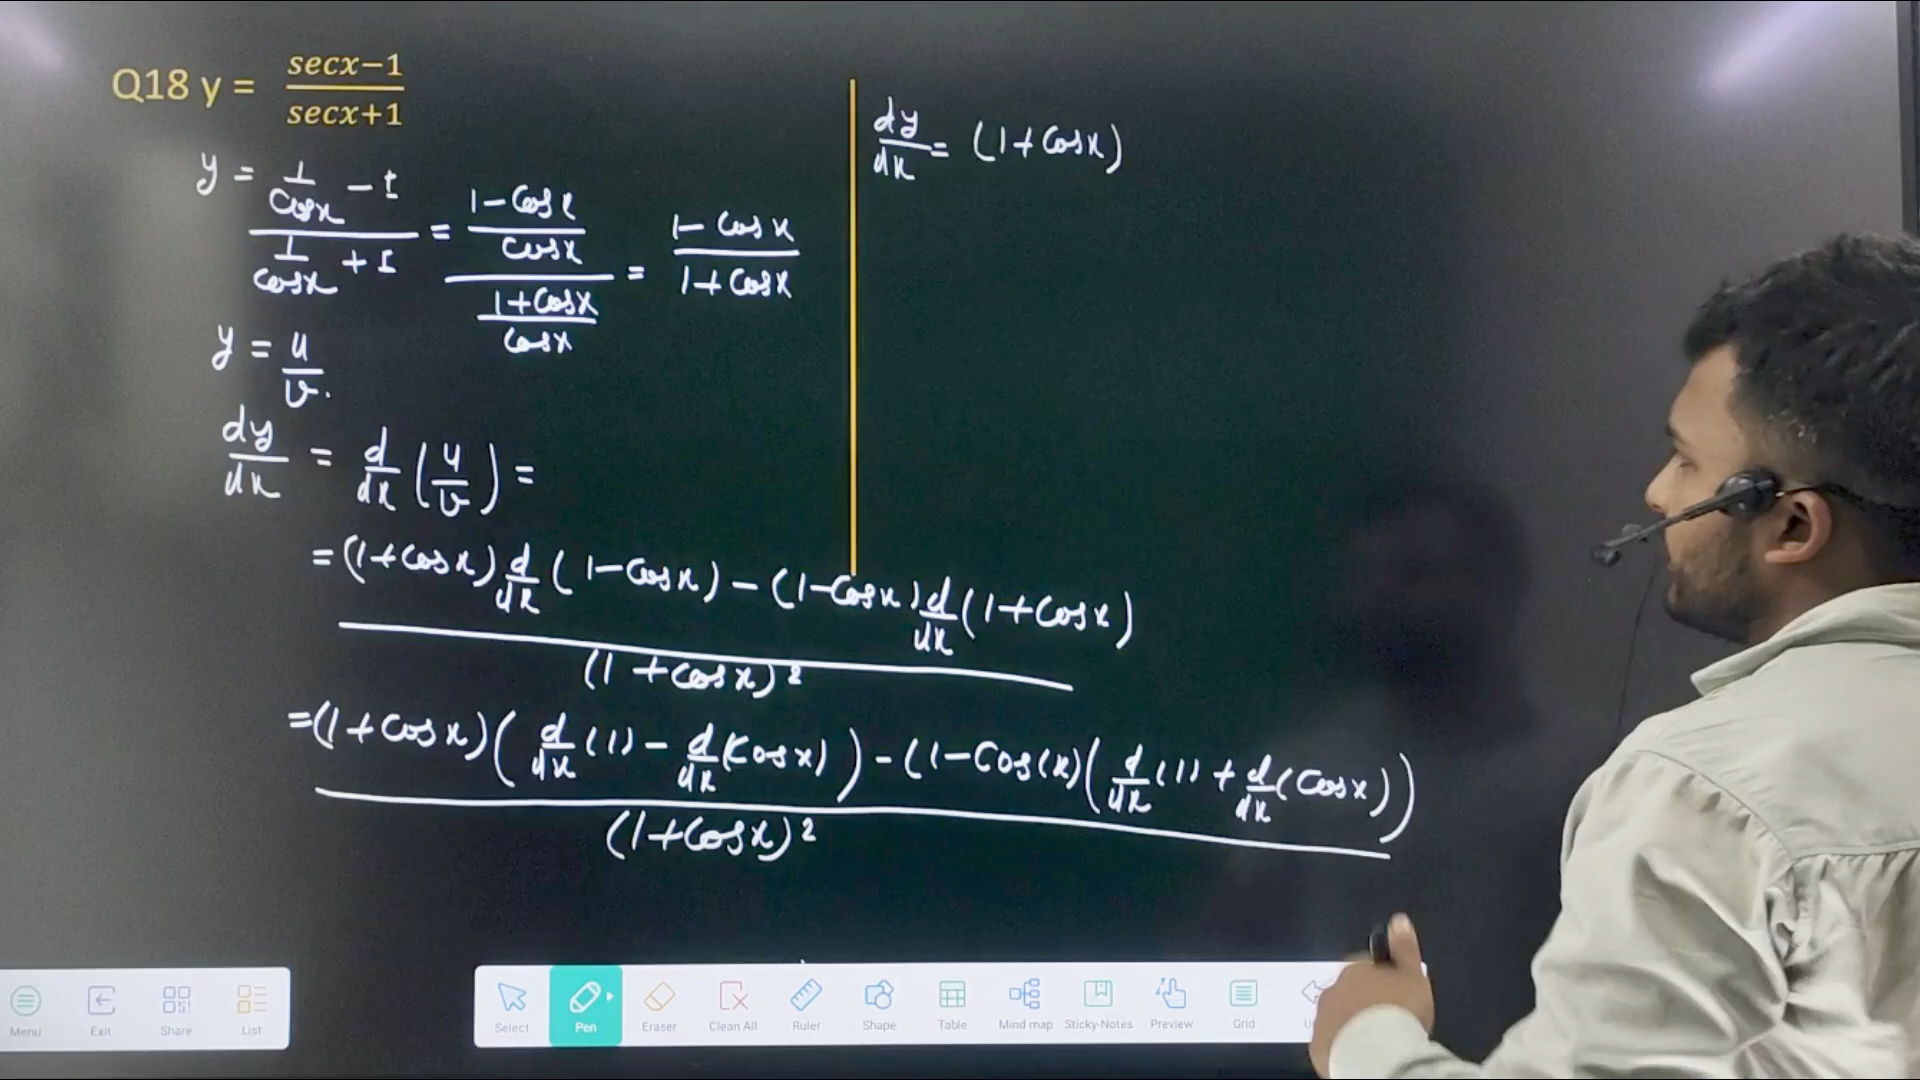 Q18 y = secx−1 / secx+1
y = 1/cosx − 1 / 1/cosx + 1 = 1−cosx/cosx / 1+cosx/cosx = 1−cosx / 1+cosx
y = u/v.
dy/dx = d/dx (u/v) =
= (1+cosx) d/dx (1−cosx) − (1−cosx) d/dx (1+cosx) / (1+cosx)²
= (1+cosx)( d/dx (1) − d/dx (cosx) ) − (1−cos(x)( d/dx (1) + d/dx (cosx) ) / (1+cosx)²
dy/dx = (1+cosx)
Menu Exit Share List
Select Pen Eraser Clean All Ruler Shape Table Mind map Sticky-Notes Preview Grid